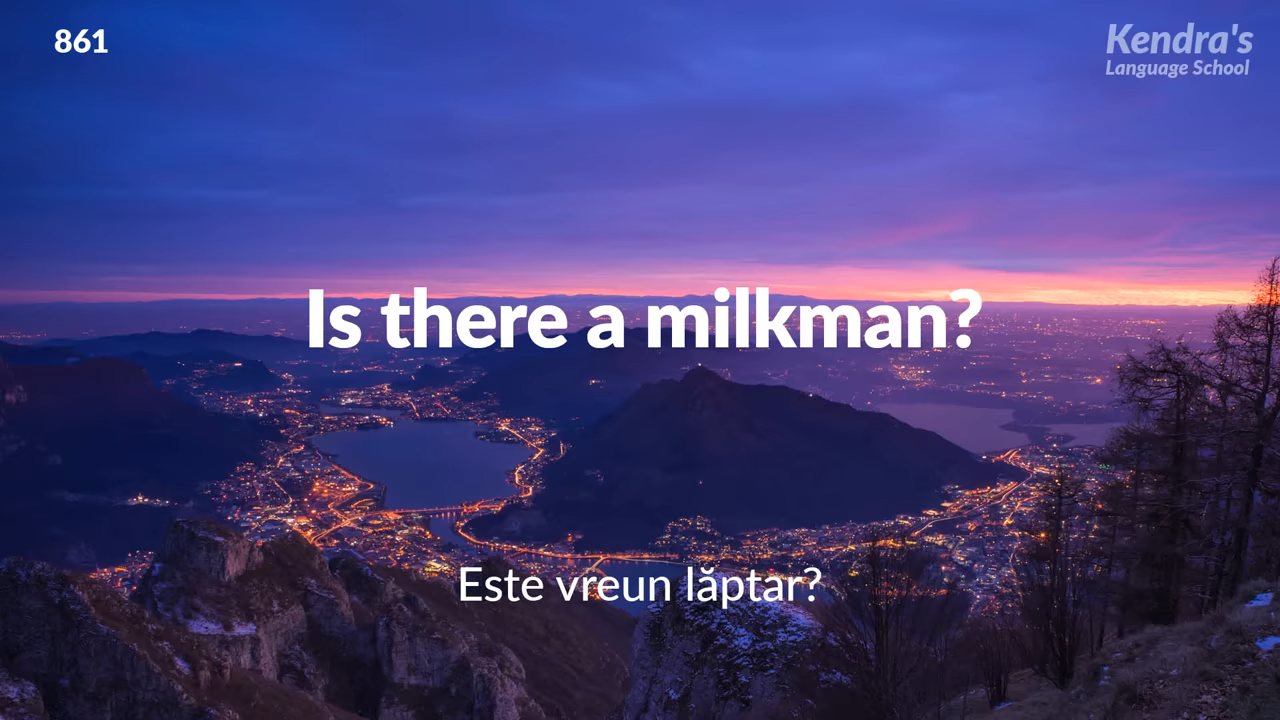 861
Kendra's
Language School
Is there a milkman?
Este vreun lăptar?